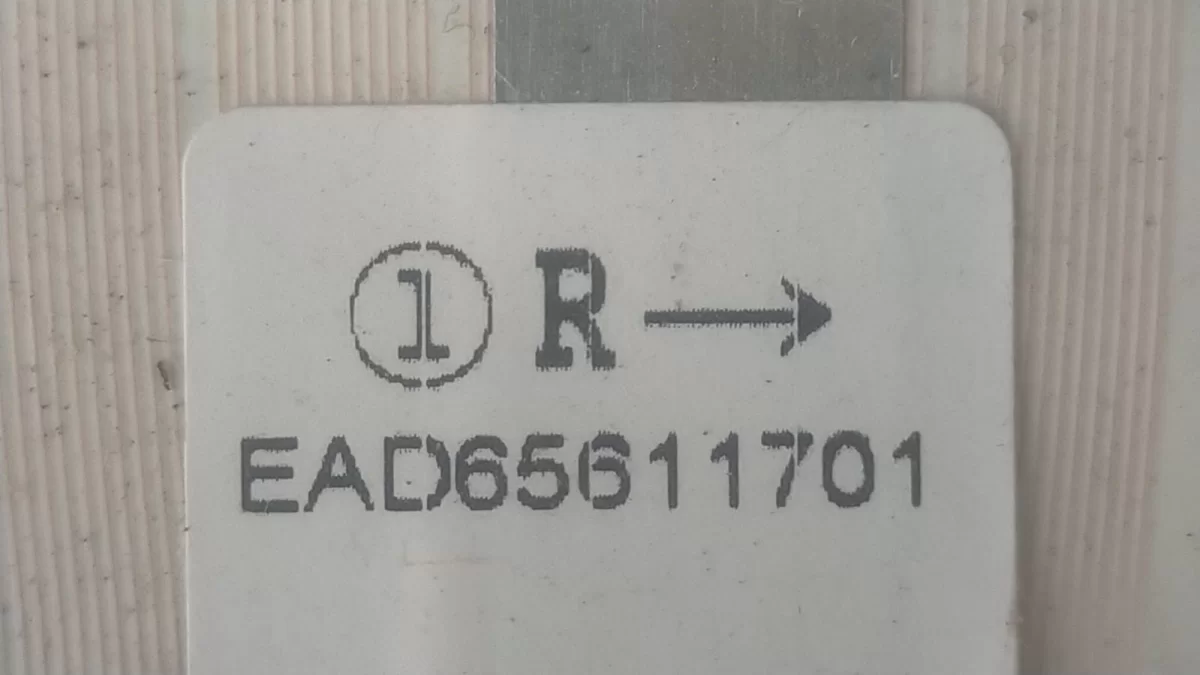 ① R →
EAD65611701